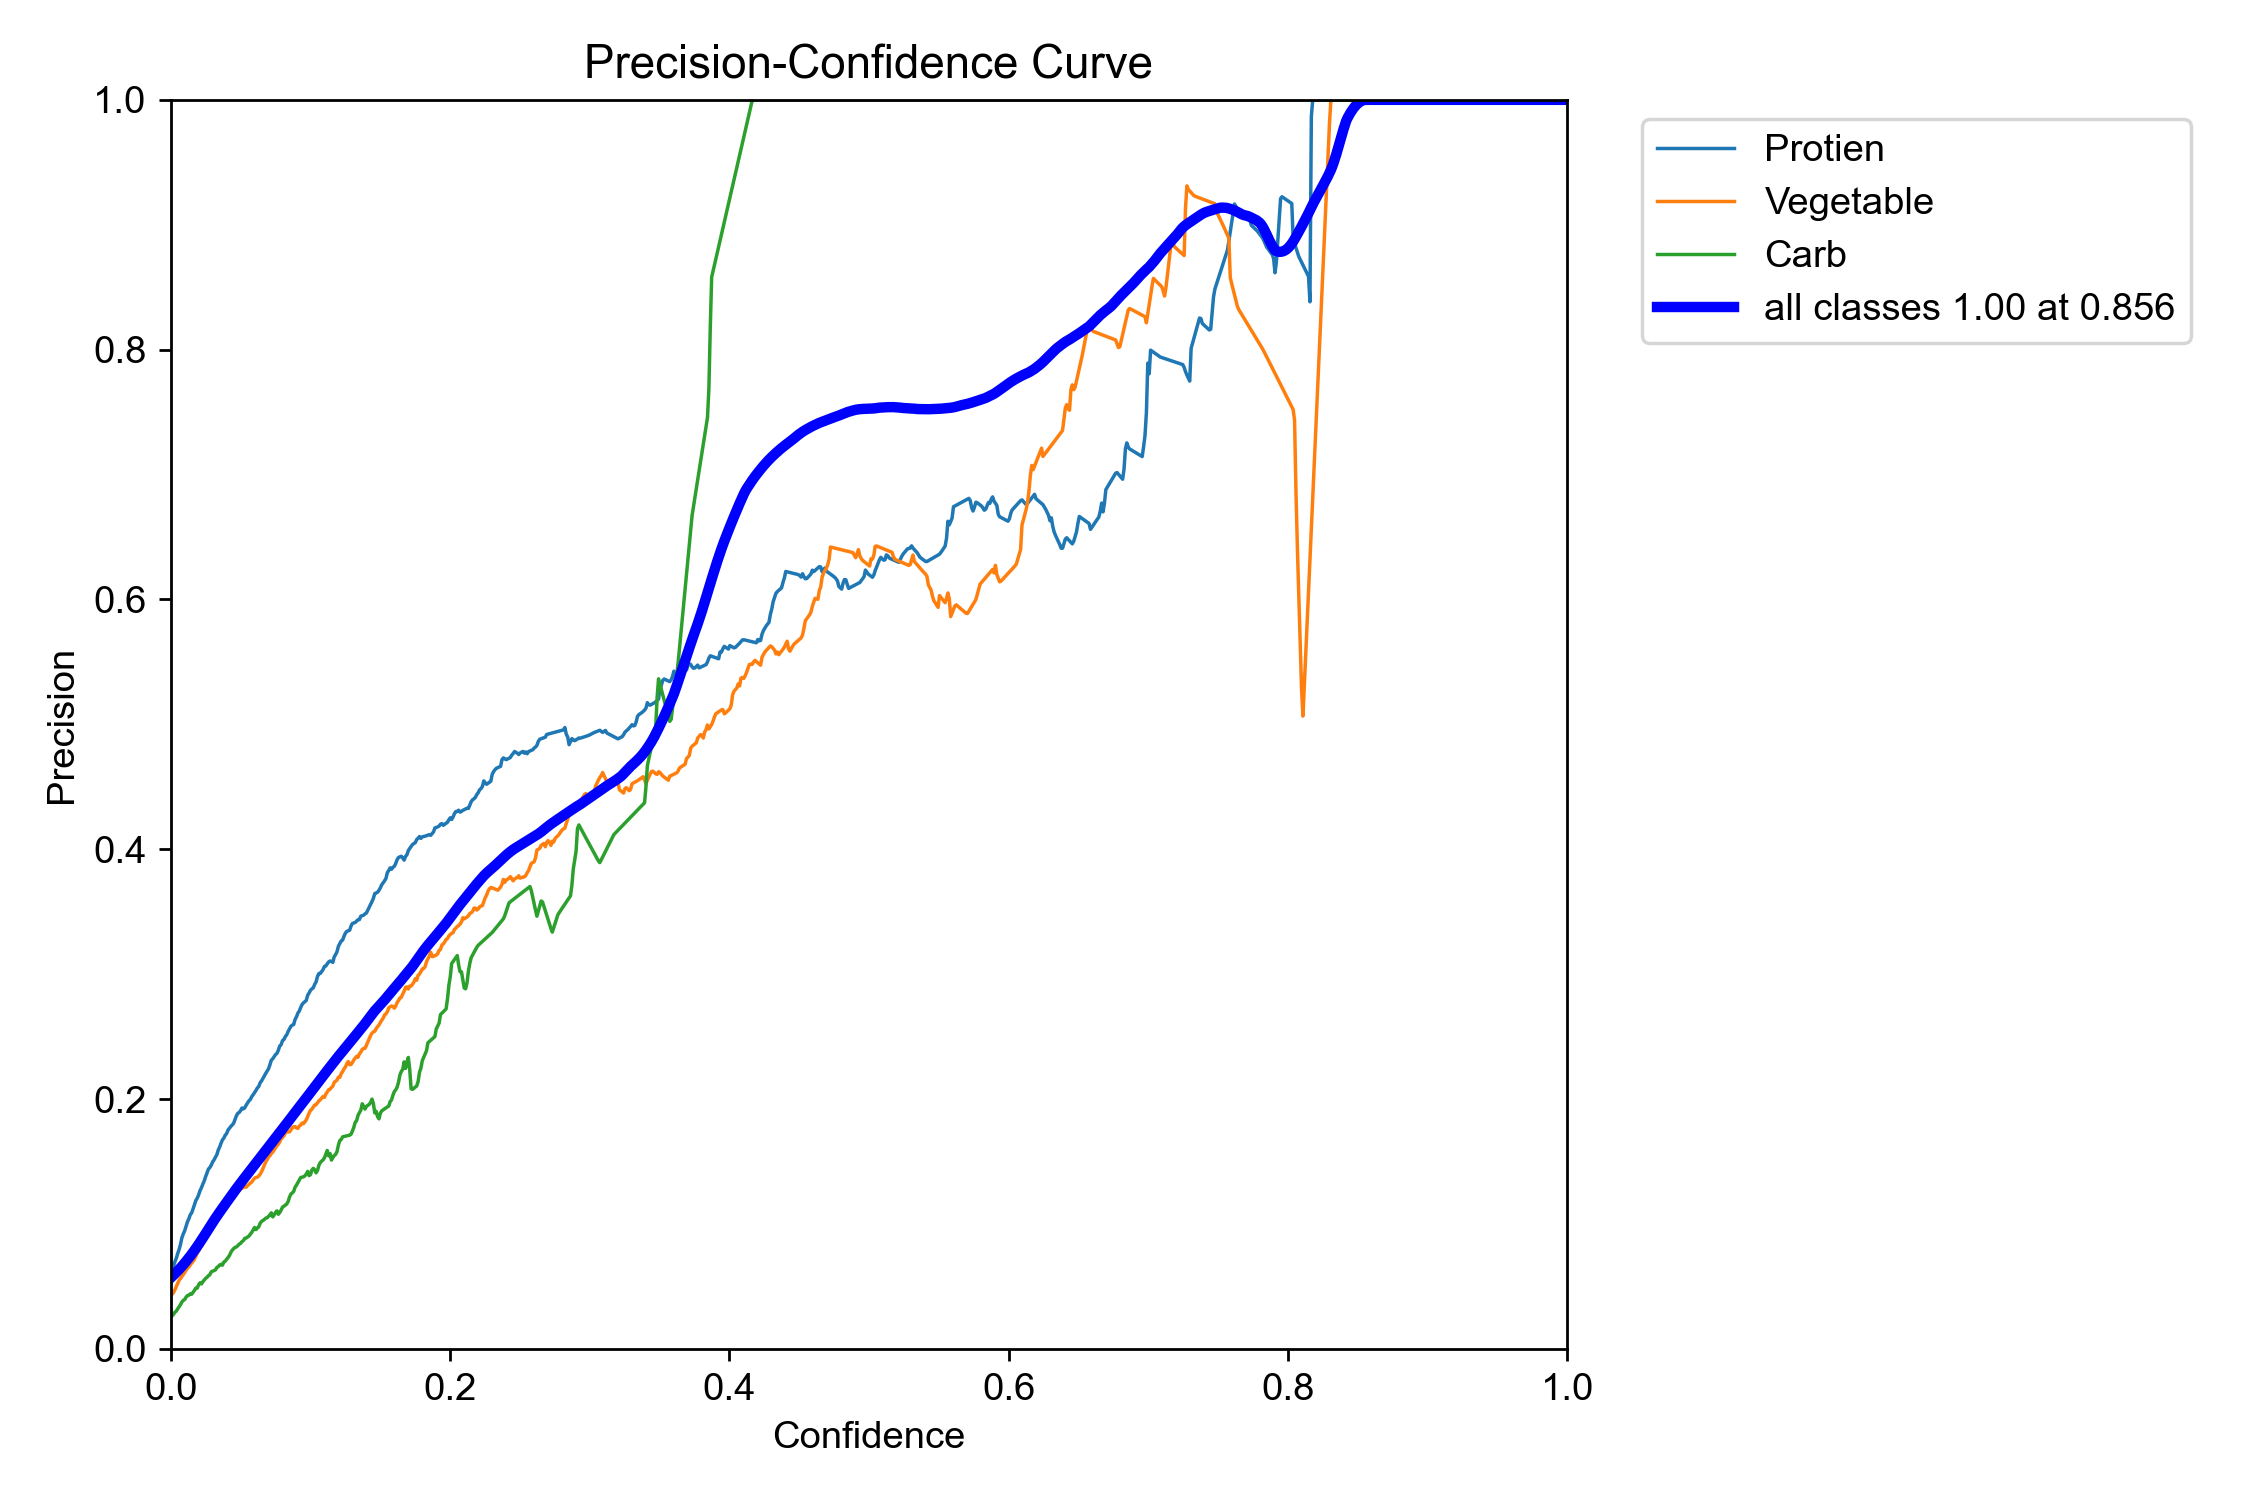 Precision-Confidence Curve
1.0
0.8
0.6
0.4
0.2
0.0
Precision
0.0 0.2 0.4 0.6 0.8 1.0
Confidence
Protien
Vegetable
Carb
all classes 1.00 at 0.856